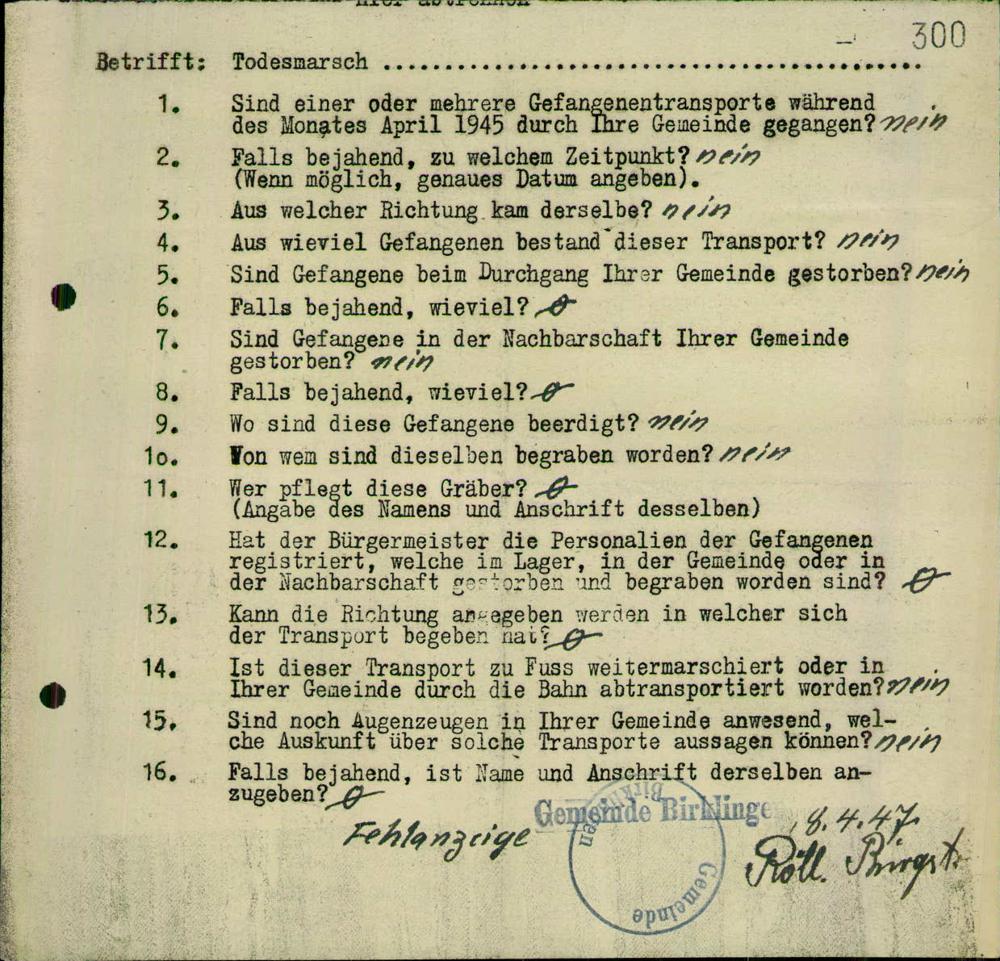 Hier abtrennen
300
Betrifft: Todesmarsch ............................................
1. Sind einer oder mehrere Gefangenentransporte während
des Monates April 1945 durch Ihre Gemeinde gegangen? nein
2. Falls bejahend, zu welchem Zeitpunkt? nein
(Wenn möglich, genaues Datum angeben).
3. Aus welcher Richtung kam derselbe? nein
4. Aus wieviel Gefangenen bestand dieser Transport? nein
5. Sind Gefangene beim Durchgang Ihrer Gemeinde gestorben? nein
6. Falls bejahend, wieviel? ø
7. Sind Gefangene in der Nachbarschaft Ihrer Gemeinde
gestorben? nein
8. Falls bejahend, wieviel? ø
9. Wo sind diese Gefangene beerdigt? nein
1o. Von wem sind dieselben begraben worden? nein
11. Wer pflegt diese Gräber? ø
(Angabe des Namens und Anschrift desselben)
12. Hat der Bürgermeister die Personalien der Gefangenen
registriert, welche im Lager, in der Gemeinde oder in
der Nachbarschaft gestorben und begraben worden sind? ø
13. Kann die Richtung angegeben werden in welcher sich
der Transport begeben hat? ø
14. Ist dieser Transport zu Fuss weitermarschiert oder in
Ihrer Gemeinde durch die Bahn abtransportiert worden? nein
15. Sind noch Augenzeugen in Ihrer Gemeinde anwesend, wel-
che Auskunft über solche Transporte aussagen können? nein
16. Falls bejahend, ist Name und Anschrift derselben an-
zugeben? ø
Gemeinde Birklinge , 8.4.47.
Fehlanzeige
Röll. Bürgst.
Gemeinde